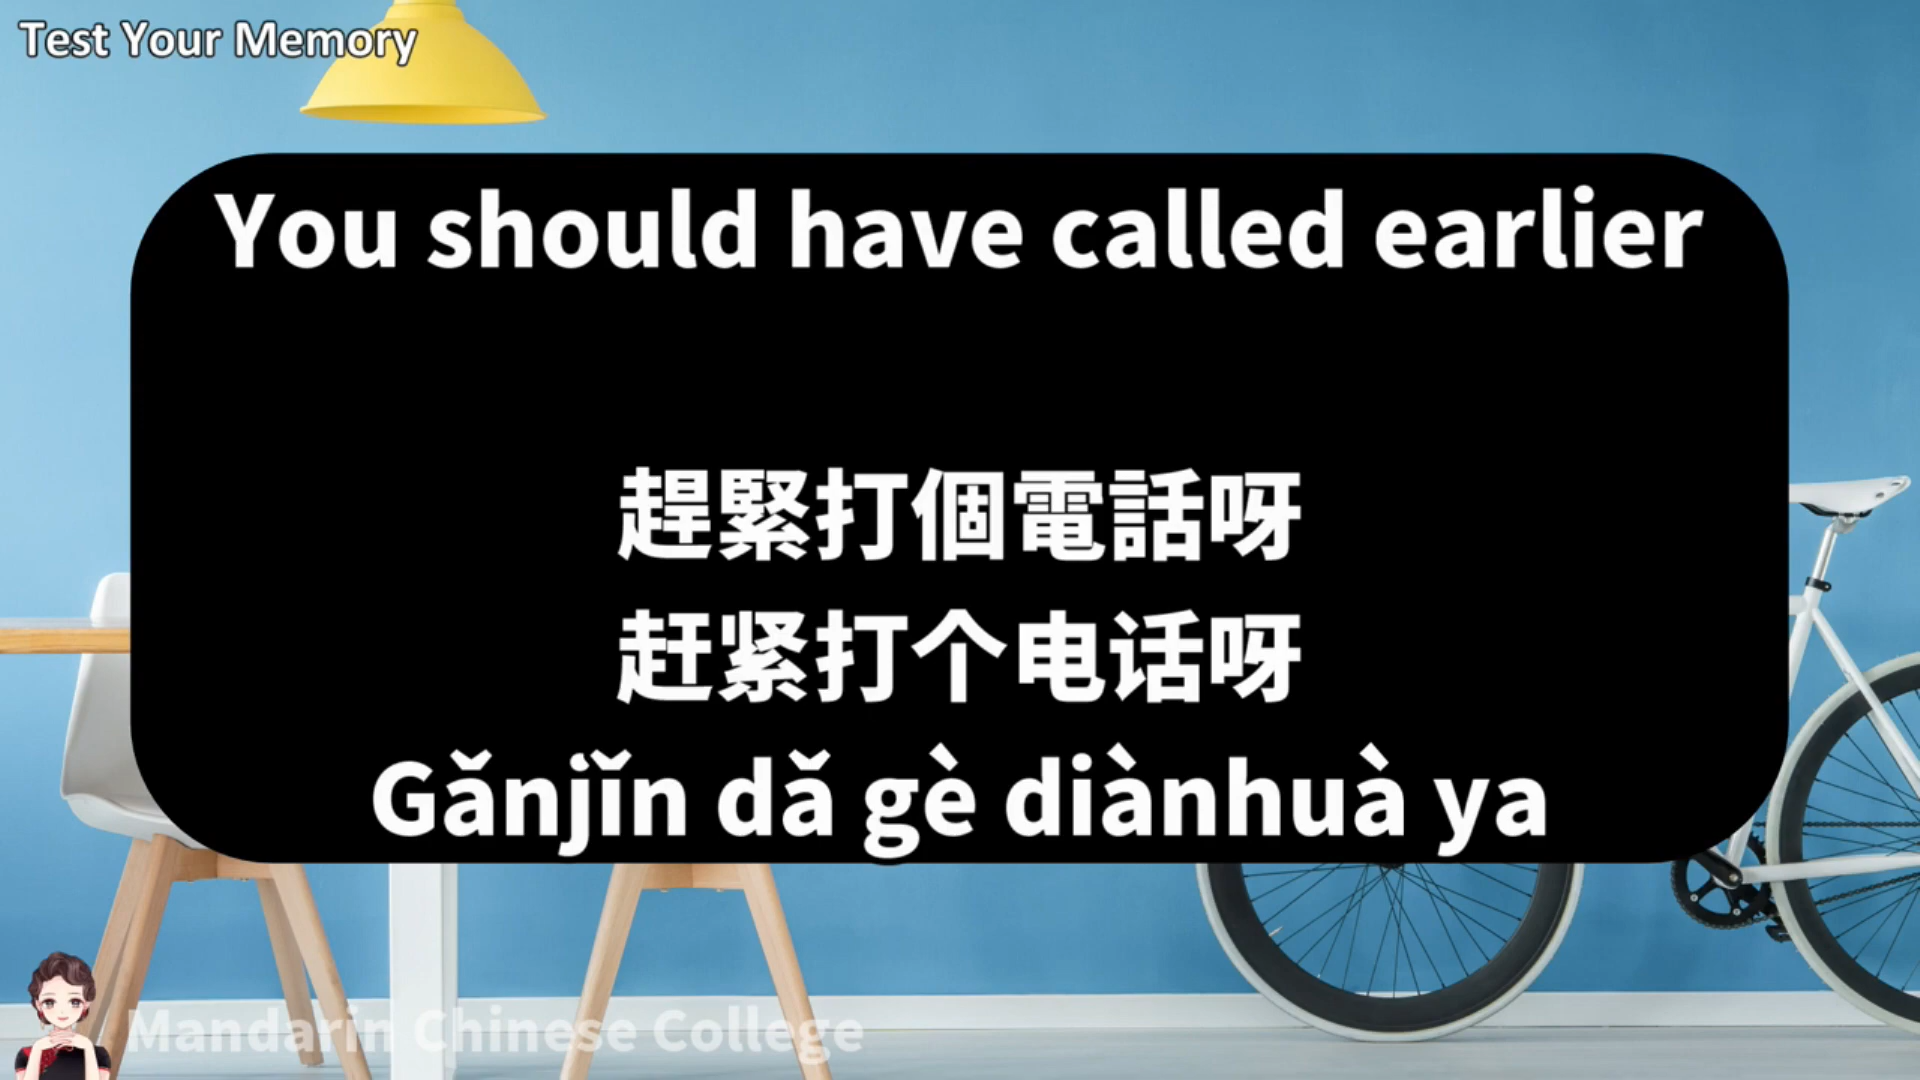 Test Your Memory
You should have called earlier
趕緊打個電話呀
赶紧打个电话呀
Gǎnjǐn dǎ gè diànhuà ya
Mandarin Chinese College